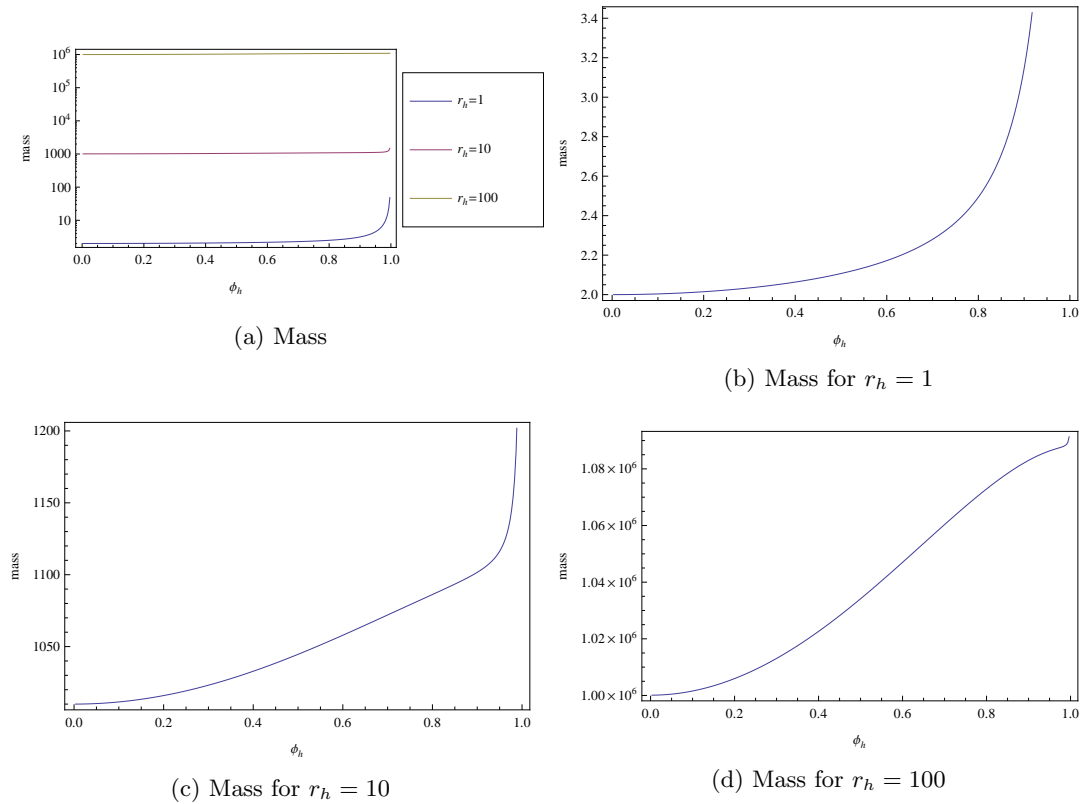 10^6
10^5
10^4
1000
100
10
mass
0.0 0.2 0.4 0.6 0.8 1.0
ϕ_h
r_h=1
r_h=10
r_h=100
(a) Mass
3.4
3.2
3.0
2.8
2.6
2.4
2.2
2.0
mass
0.0 0.2 0.4 0.6 0.8 1.0
ϕ_h
(b) Mass for r_h = 1
1200
1150
1100
1050
mass
0.0 0.2 0.4 0.6 0.8 1.0
ϕ_h
(c) Mass for r_h = 10
1.08×10^6
1.06×10^6
1.04×10^6
1.02×10^6
1.00×10^6
mass
0.0 0.2 0.4 0.6 0.8 1.0
ϕ_h
(d) Mass for r_h = 100